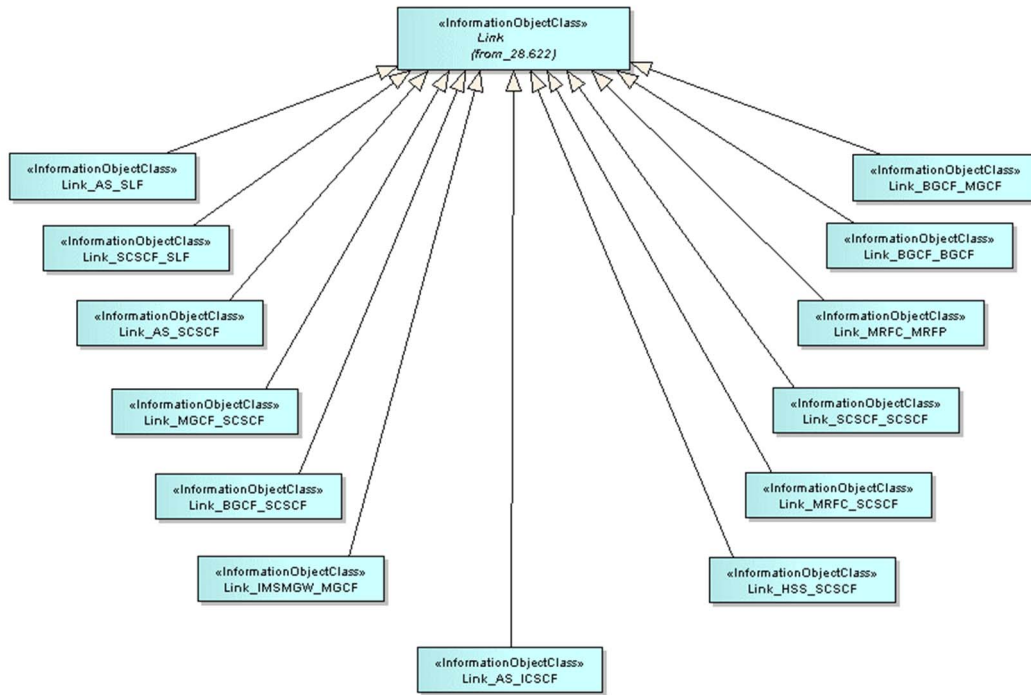 «InformationObjectClass»
Link
(from_28.622)
«InformationObjectClass»
Link_AS_SLF
«InformationObjectClass»
Link_BGCF_MGCF
«InformationObjectClass»
Link_SCSCF_SLF
«InformationObjectClass»
Link_BGCF_BGCF
«InformationObjectClass»
Link_AS_SCSCF
«InformationObjectClass»
Link_MRFC_MRFP
«InformationObjectClass»
Link_MGCF_SCSCF
«InformationObjectClass»
Link_SCSCF_SCSCF
«InformationObjectClass»
Link_BGCF_SCSCF
«InformationObjectClass»
Link_MRFC_SCSCF
«InformationObjectClass»
Link_IMSMGW_MGCF
«InformationObjectClass»
Link_HSS_SCSCF
«InformationObjectClass»
Link_AS_ICSCF